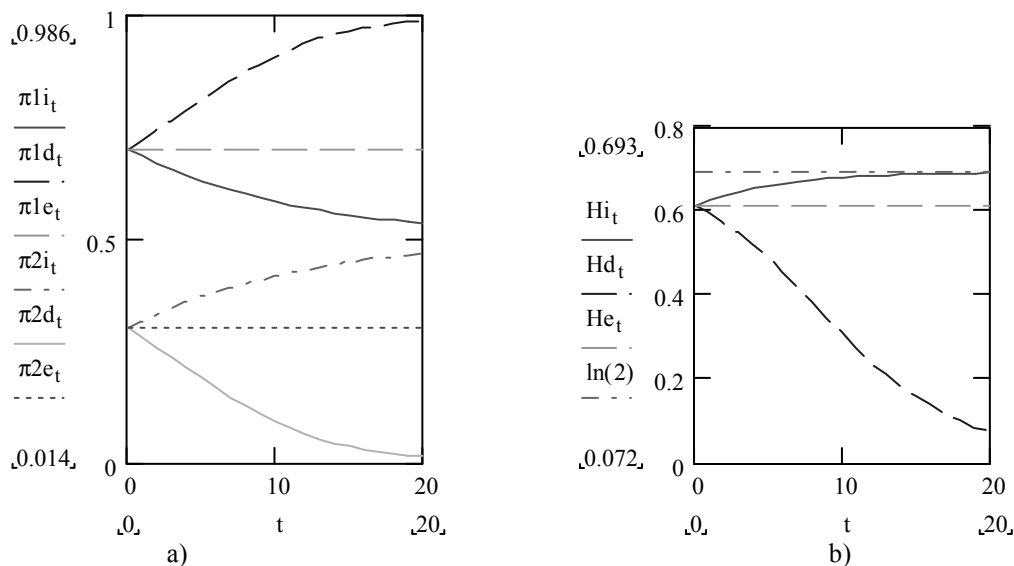 1
0.986
π1i_t
π1d_t
π1e_t
π2i_t
π2d_t
π2e_t
0.014
0.5
0
0 10 20
0 t 20
a)
0.8
0.693
0.6
Hi_t
Hd_t
0.4
He_t
ln(2)
0.2
0.072
0
0 10 20
0 t 20
b)